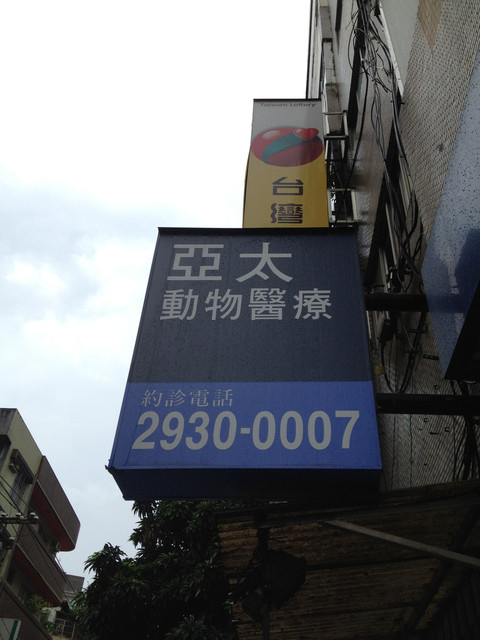 Taiwan Lottery
台灣
亞太
動物醫療
約診電話
2930-0007